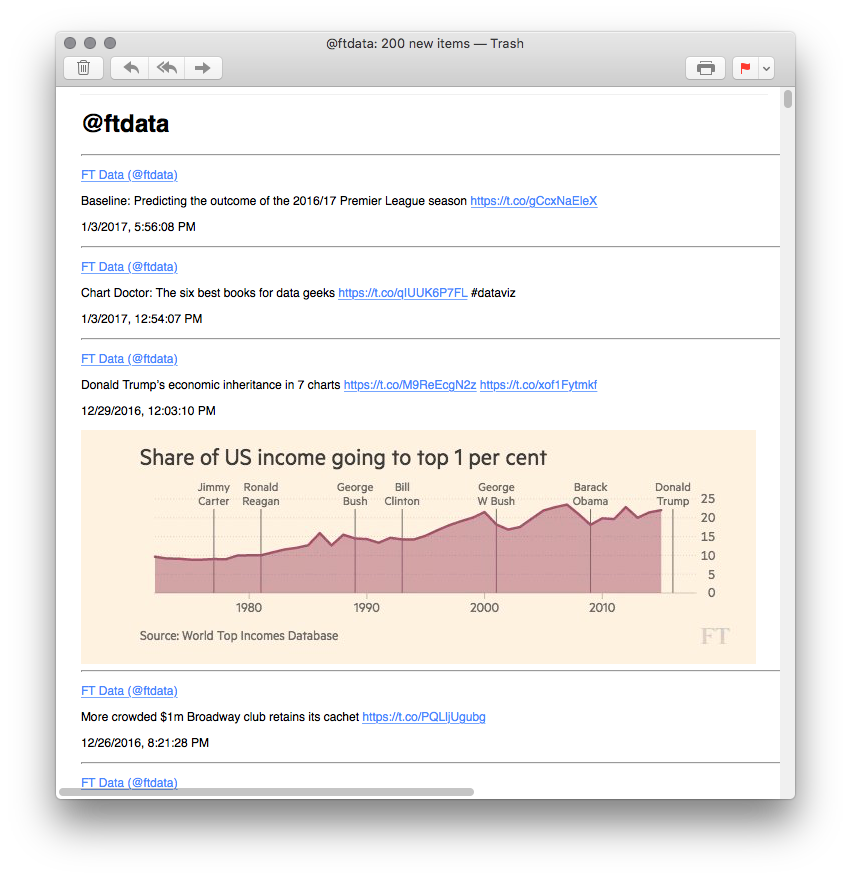 @ftdata: 200 new items — Trash
@ftdata
FT Data (@ftdata)
Baseline: Predicting the outcome of the 2016/17 Premier League season https://t.co/gCcxNaEleX
1/3/2017, 5:56:08 PM
FT Data (@ftdata)
Chart Doctor: The six best books for data geeks https://t.co/qIUUK6P7FL #dataviz
1/3/2017, 12:54:07 PM
FT Data (@ftdata)
Donald Trump’s economic inheritance in 7 charts https://t.co/M9ReEcgN2z https://t.co/xof1Fytmkf
12/29/2016, 12:03:10 PM
Share of US income going to top 1 per cent
Jimmy Carter
Ronald Reagan
George Bush
Bill Clinton
George W Bush
Barack Obama
Donald Trump
25
20
15
10
5
0
1980 1990 2000 2010
Source: World Top Incomes Database
FT
FT Data (@ftdata)
More crowded $1m Broadway club retains its cachet https://t.co/PQLljUgubg
12/26/2016, 8:21:28 PM
FT Data (@ftdata)